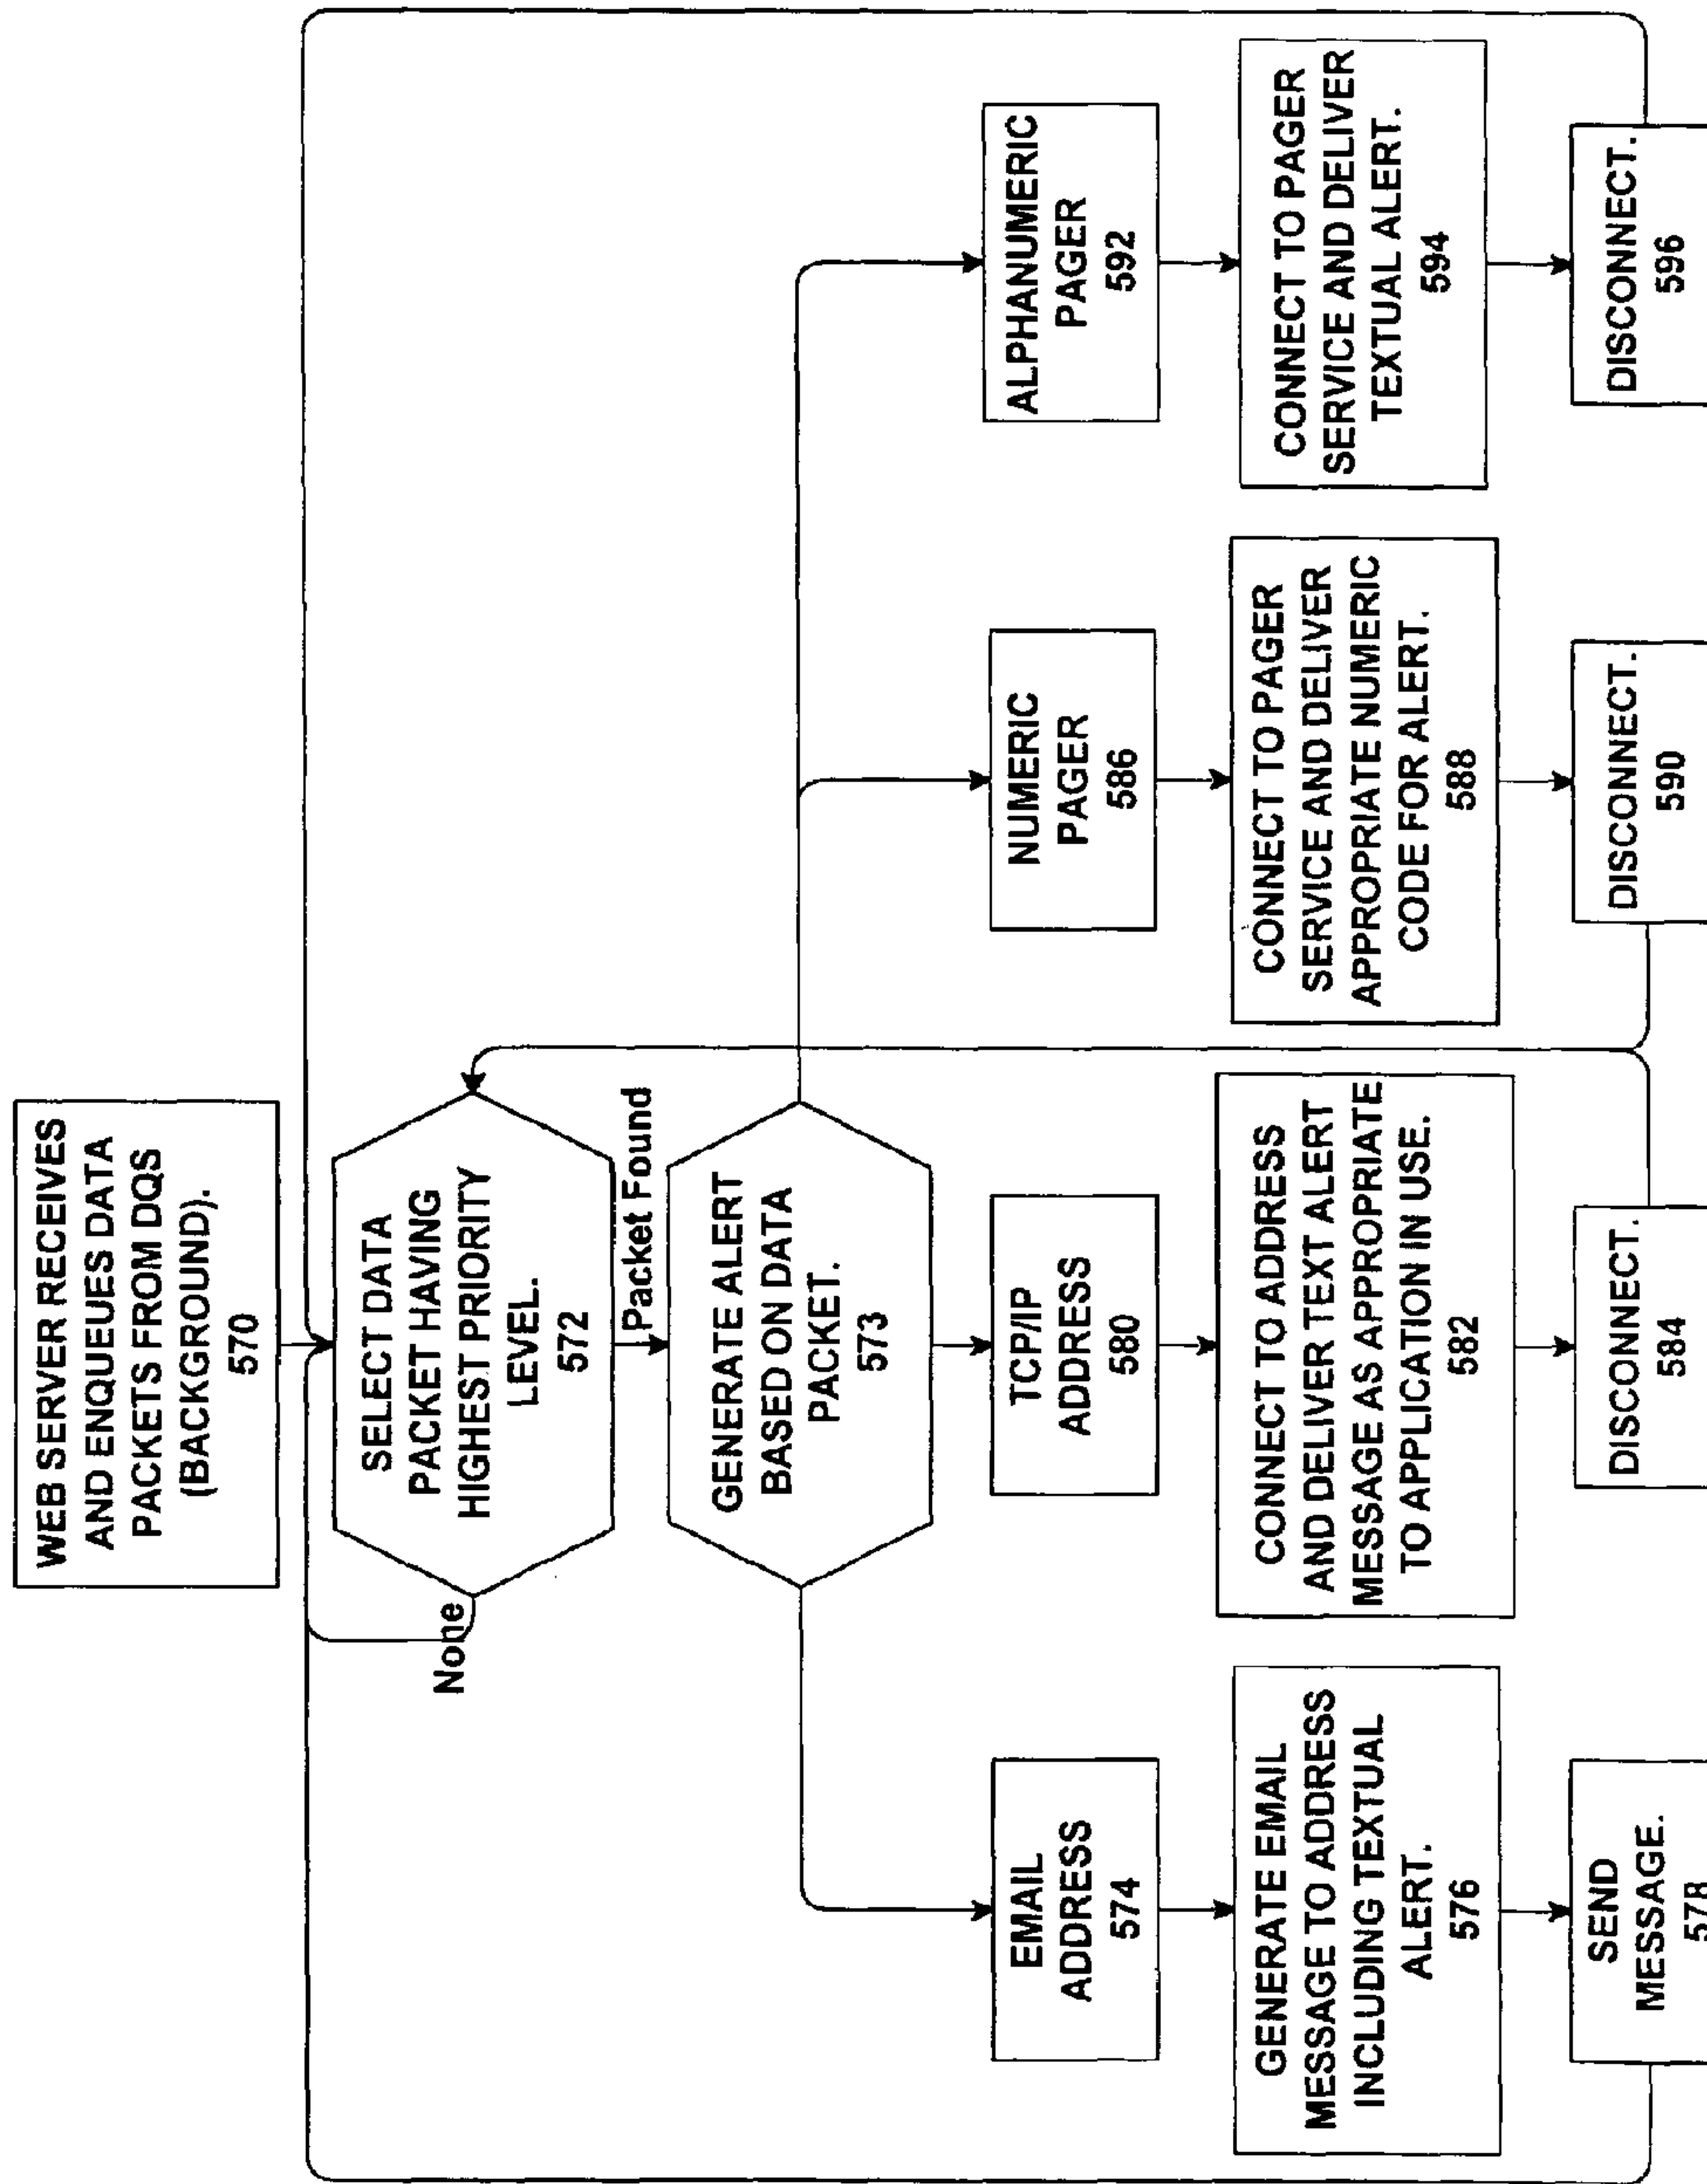 WEB SERVER RECEIVES
AND ENQUEUES DATA
PACKETS FROM DQS
(BACKGROUND).
570
SELECT DATA
PACKET HAVING
HIGHEST PRIORITY
LEVEL.
572
None
Packet Found
GENERATE ALERT
BASED ON DATA
PACKET.
573
EMAIL
ADDRESS
574
GENERATE EMAIL
MESSAGE TO ADDRESS
INCLUDING TEXTUAL
ALERT.
576
SEND
MESSAGE.
578
TCP/IP
ADDRESS
580
CONNECT TO ADDRESS
AND DELIVER TEXT ALERT
MESSAGE AS APPROPRIATE
TO APPLICATION IN USE.
582
DISCONNECT.
584
NUMERIC
PAGER
586
CONNECT TO PAGER
SERVICE AND DELIVER
APPROPRIATE NUMERIC
CODE FOR ALERT.
588
DISCONNECT.
590
ALPHANUMERIC
PAGER
592
CONNECT TO PAGER
SERVICE AND DELIVER
TEXTUAL ALERT.
594
DISCONNECT.
596